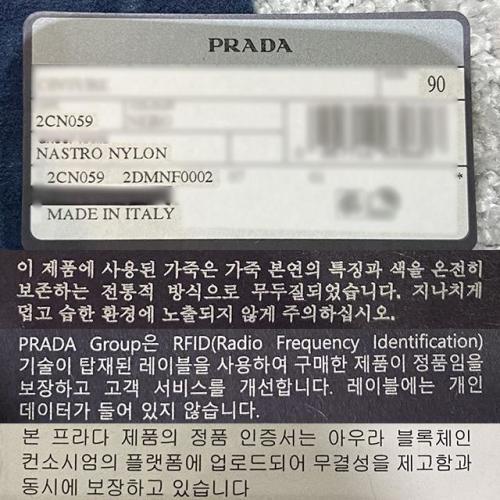 PRADA
90
2CN059
NASTRO NYLON
2CN059 2DMNF0002
*
MADE IN ITALY
이 제품에 사용된 가죽은 가죽 본연의 특징과 색을 온전히
보존하는 전통적 방식으로 무두질되었습니다. 지나치게
덥고 습한 환경에 노출되지 않게 주의하십시오.
PRADA Group은 RFID(Radio Frequency Identification)
기술이 탑재된 레이블을 사용하여 구매한 제품이 정품임을
보장하고 고객 서비스를 개선합니다. 레이블에는 개인
데이터가 들어 있지 않습니다.
본 프라다 제품의 정품 인증서는 아우라 블록체인
컨소시엄의 플랫폼에 업로드되어 무결성을 제고함과
동시에 보장하고 있습니다